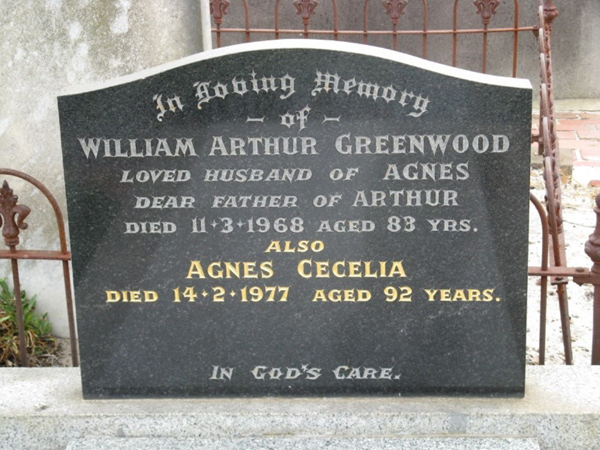 In Loving Memory
- of -
WILLIAM ARTHUR GREENWOOD
LOVED HUSBAND OF AGNES
DEAR FATHER OF ARTHUR
DIED 11·3·1968 AGED 83 YRS.
ALSO
AGNES CECELIA
DIED 14·2·1977 AGED 92 YEARS.
IN GOD'S CARE.